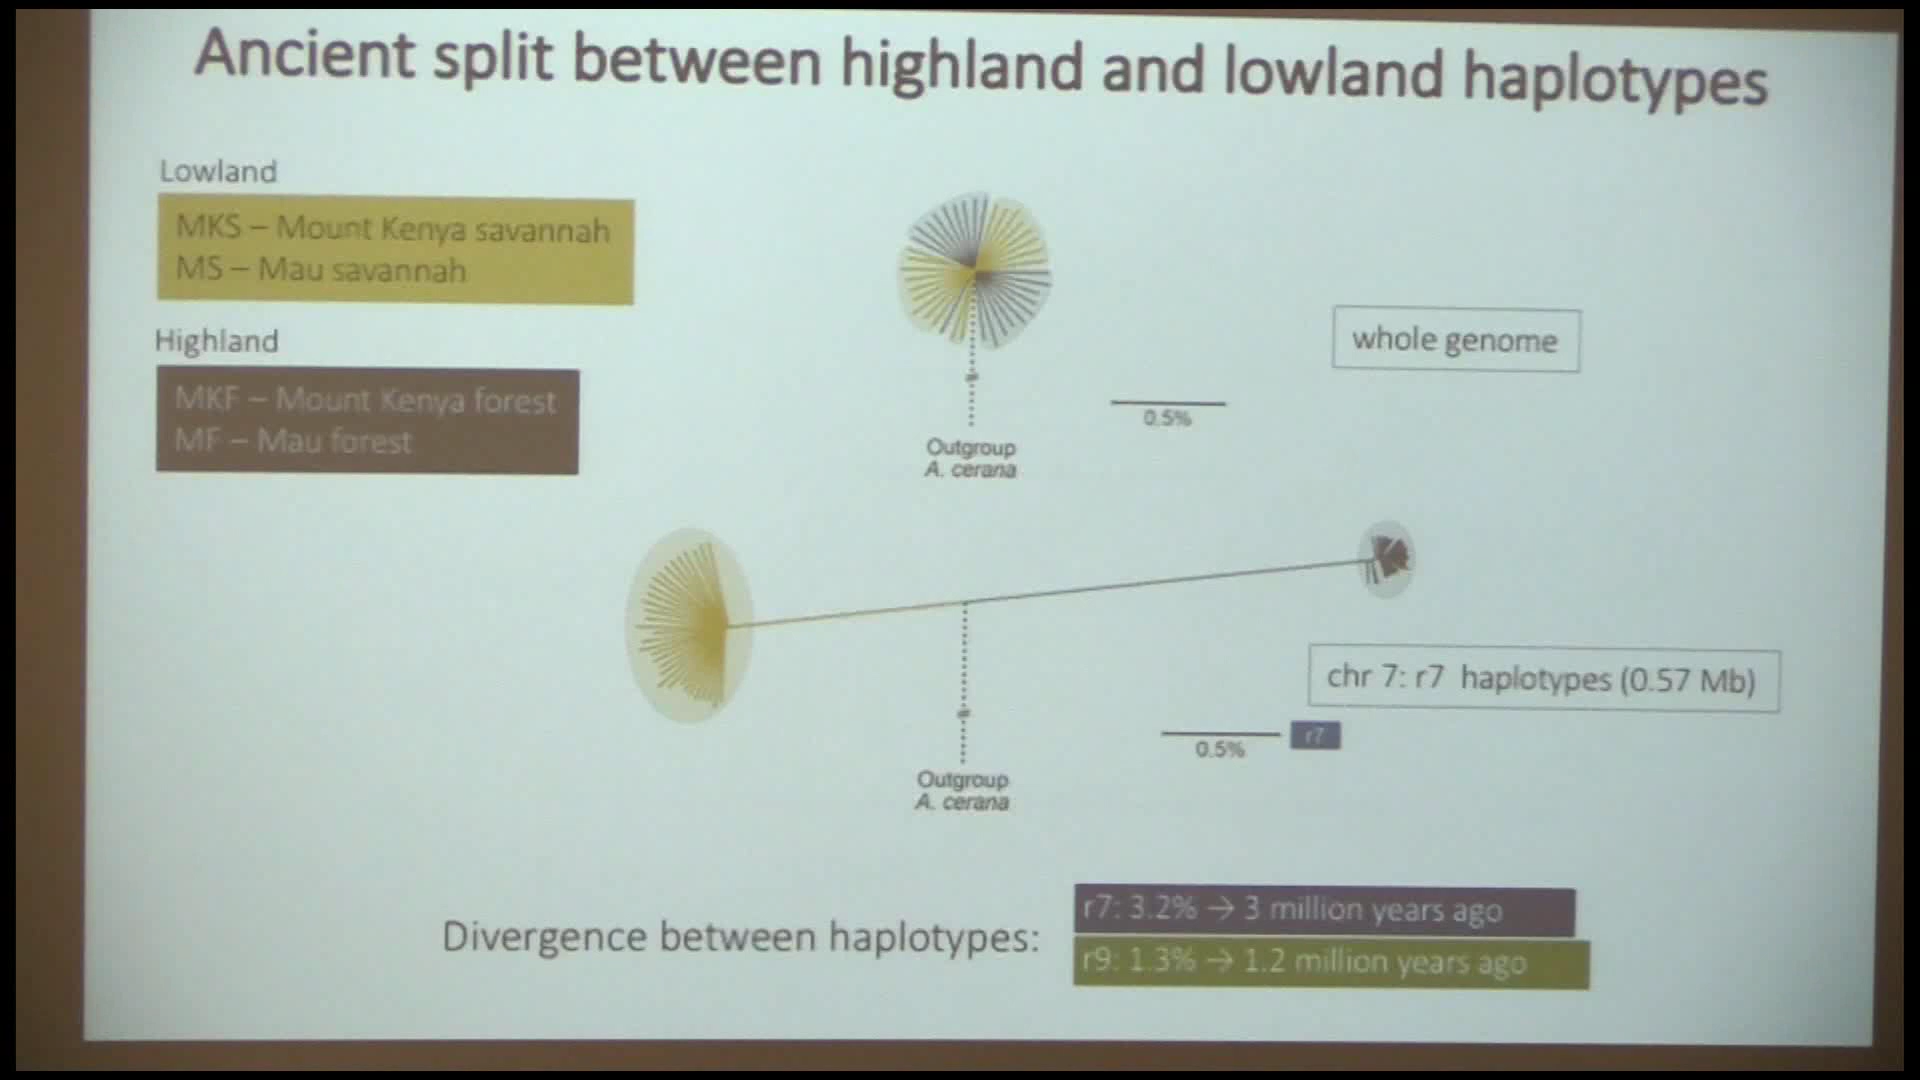 Ancient split between highland and lowland haplotypes
Lowland
MKS – Mount Kenya savannah
MS – Mau savannah
Highland
MKF – Mount Kenya forest
MF – Mau forest
whole genome
0.5%
Outgroup
A. cerana
chr 7: r7 haplotypes (0.57 Mb)
r7
0.5%
Outgroup
A. cerana
Divergence between haplotypes:
r7: 3.2% → 3 million years ago
r9: 1.3% → 1.2 million years ago